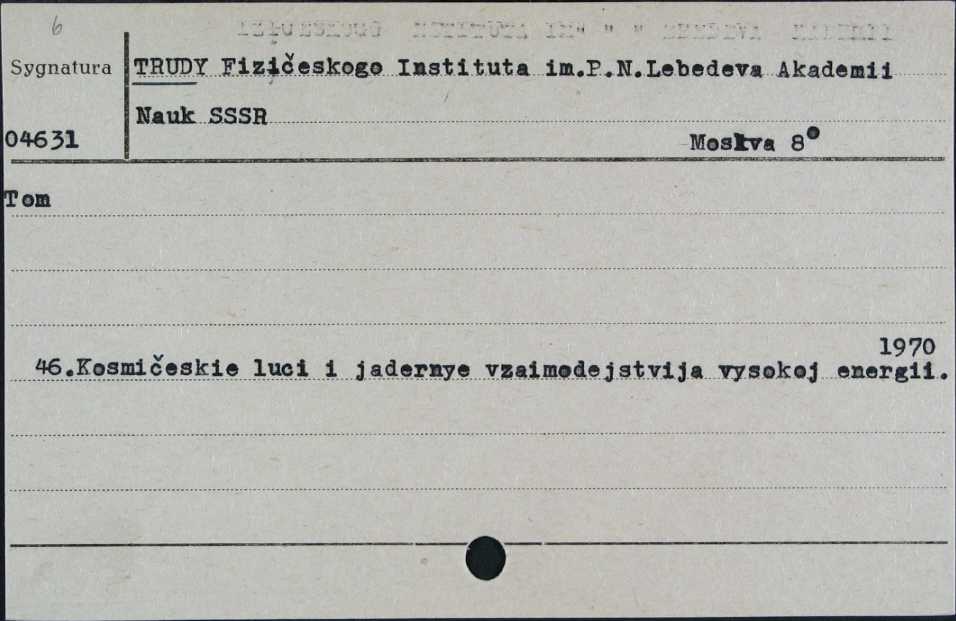 6
Sygnatura
TRUDY Fizičeskogo Instituta im.P.N.Lebedeva Akademii
Nauk SSSR
04631
Moskva 8°
Tom
1970
46.Kosmičeskie luci i jadernye vzaimodejstvija vysokoj energii.